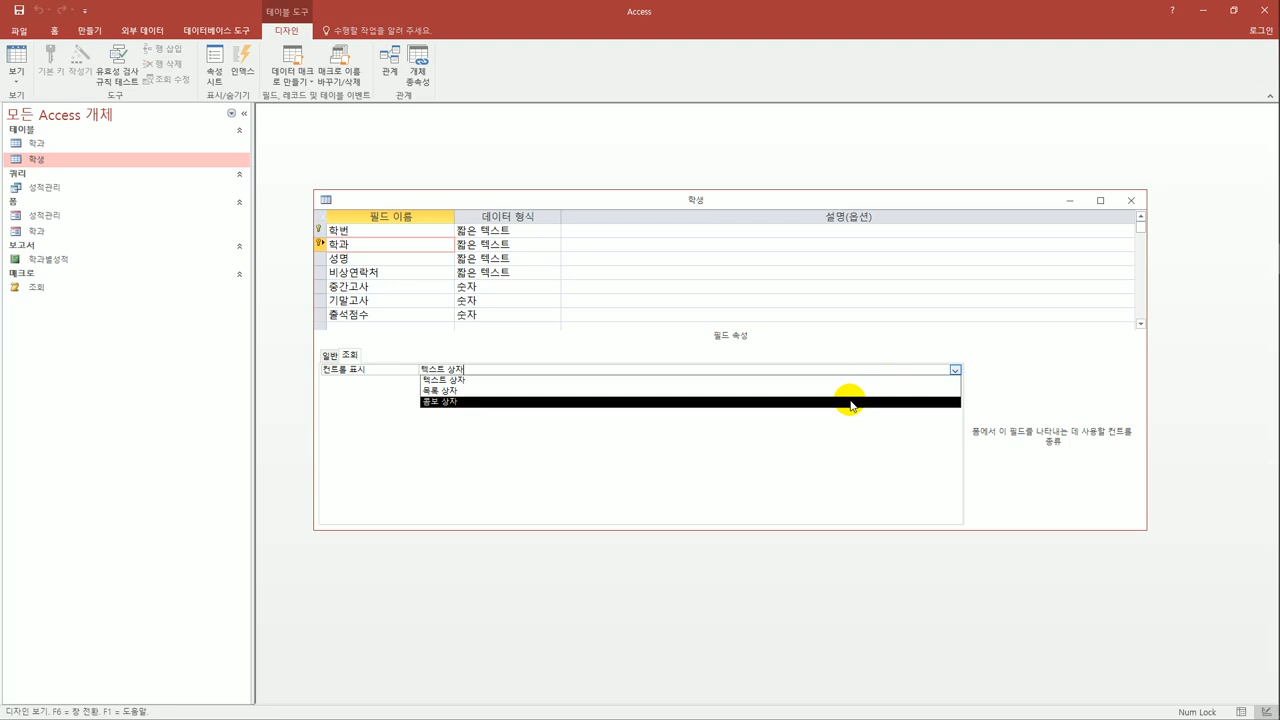 테이블 도구
Access
?
파일 홈 만들기 외부 데이터 데이터베이스 도구 디자인 수행할 작업을 알려 주세요. 로그인
보기 기본 키 작성기 유효성 검사 규칙 테스트 행 삽입 행 삭제 조회 수정 속성 시트 인덱스 데이터 매크로 만들기 매크로 이름 바꾸기/삭제 관계 개체 종속성
보기 도구 표시/숨기기 필드, 레코드 및 테이블 이벤트 관계
모든 Access 개체
테이블
학과
학생
쿼리
성적관리
폼
성적관리
학과
보고서
학과별성적
매크로
조회
학생
필드 이름 데이터 형식 설명(옵션)
학번 짧은 텍스트
학과 짧은 텍스트
성명 짧은 텍스트
비상연락처 짧은 텍스트
중간고사 숫자
기말고사 숫자
출석점수 숫자
필드 속성
일반 조회
컨트롤 표시 텍스트 상자
텍스트 상자
목록 상자
콤보 상자
폼에서 이 필드를 나타내는 데 사용할 컨트롤
종류
디자인 보기. F6 = 창 전환. F1 = 도움말. Num Lock